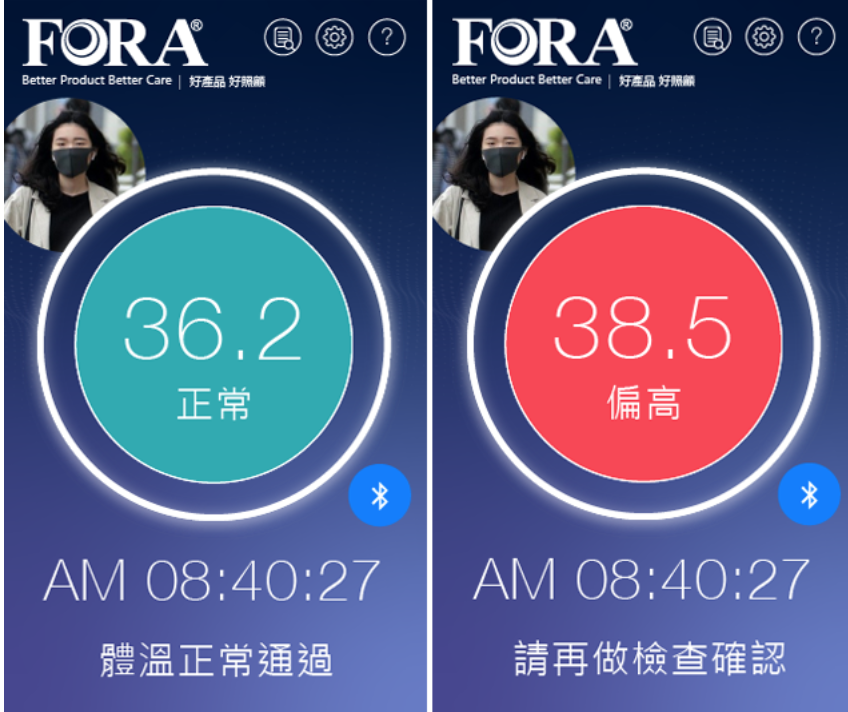 FORA®
Better Product Better Care | 好產品 好照顧
?
36.2
正常
AM 08:40:27
體溫正常通過
FORA®
Better Product Better Care | 好產品 好照顧
?
38.5
偏高
AM 08:40:27
請再做檢查確認